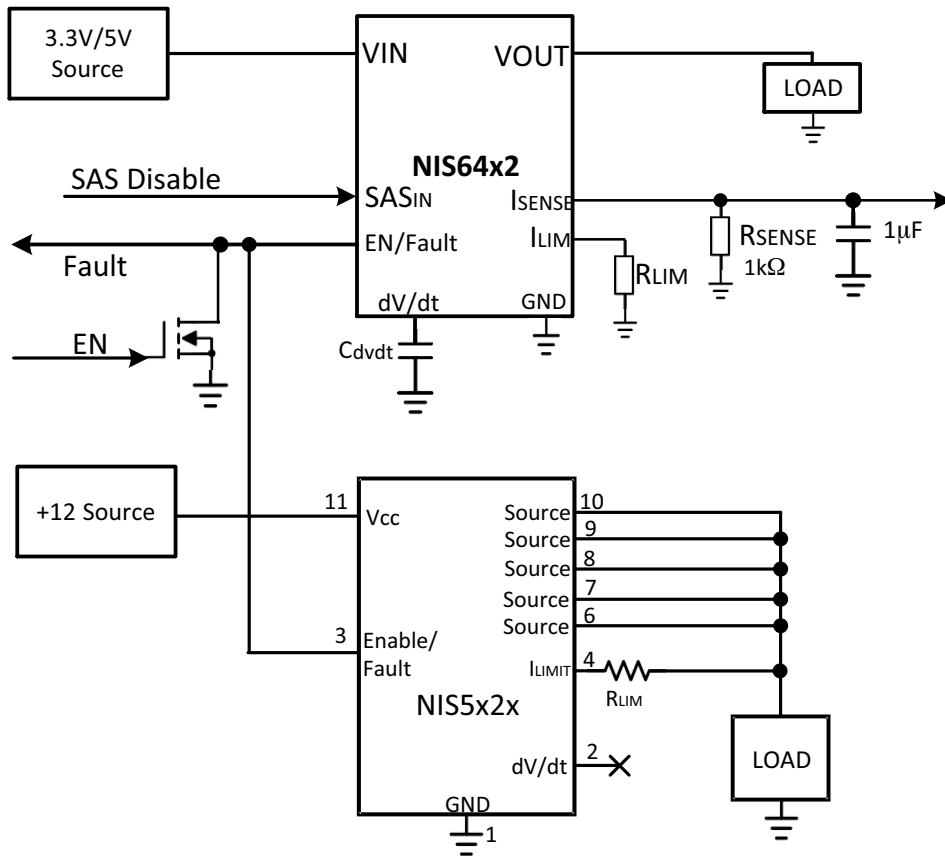 3.3V/5V
Source
VIN
VOUT
LOAD
NIS64x2
SAS Disable
SASIN
ISENSE
EN/Fault
ILIM
Fault
RLIM
RSENSE
1kΩ
1μF
dV/dt
GND
EN
Cdvdt
+12 Source
11
Vcc
Source
10
Source
9
Source
8
Source
7
Source
6
3
Enable/
Fault
ILIMIT
4
RLIM
NIS5x2x
dV/dt
2
LOAD
GND
1